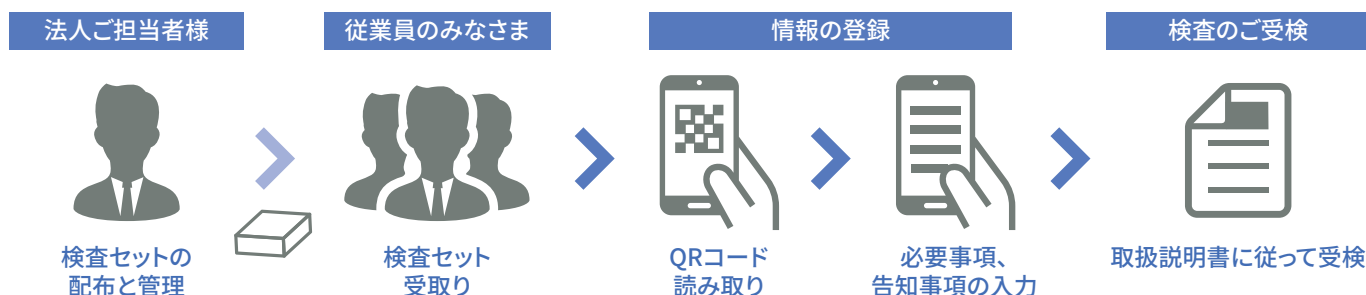 法人ご担当者様
従業員のみなさま
情報の登録
検査のご受検
検査セットの
配布と管理
検査セット
受取り
QRコード
読み取り
必要事項、
告知事項の入力
取扱説明書に従って受検